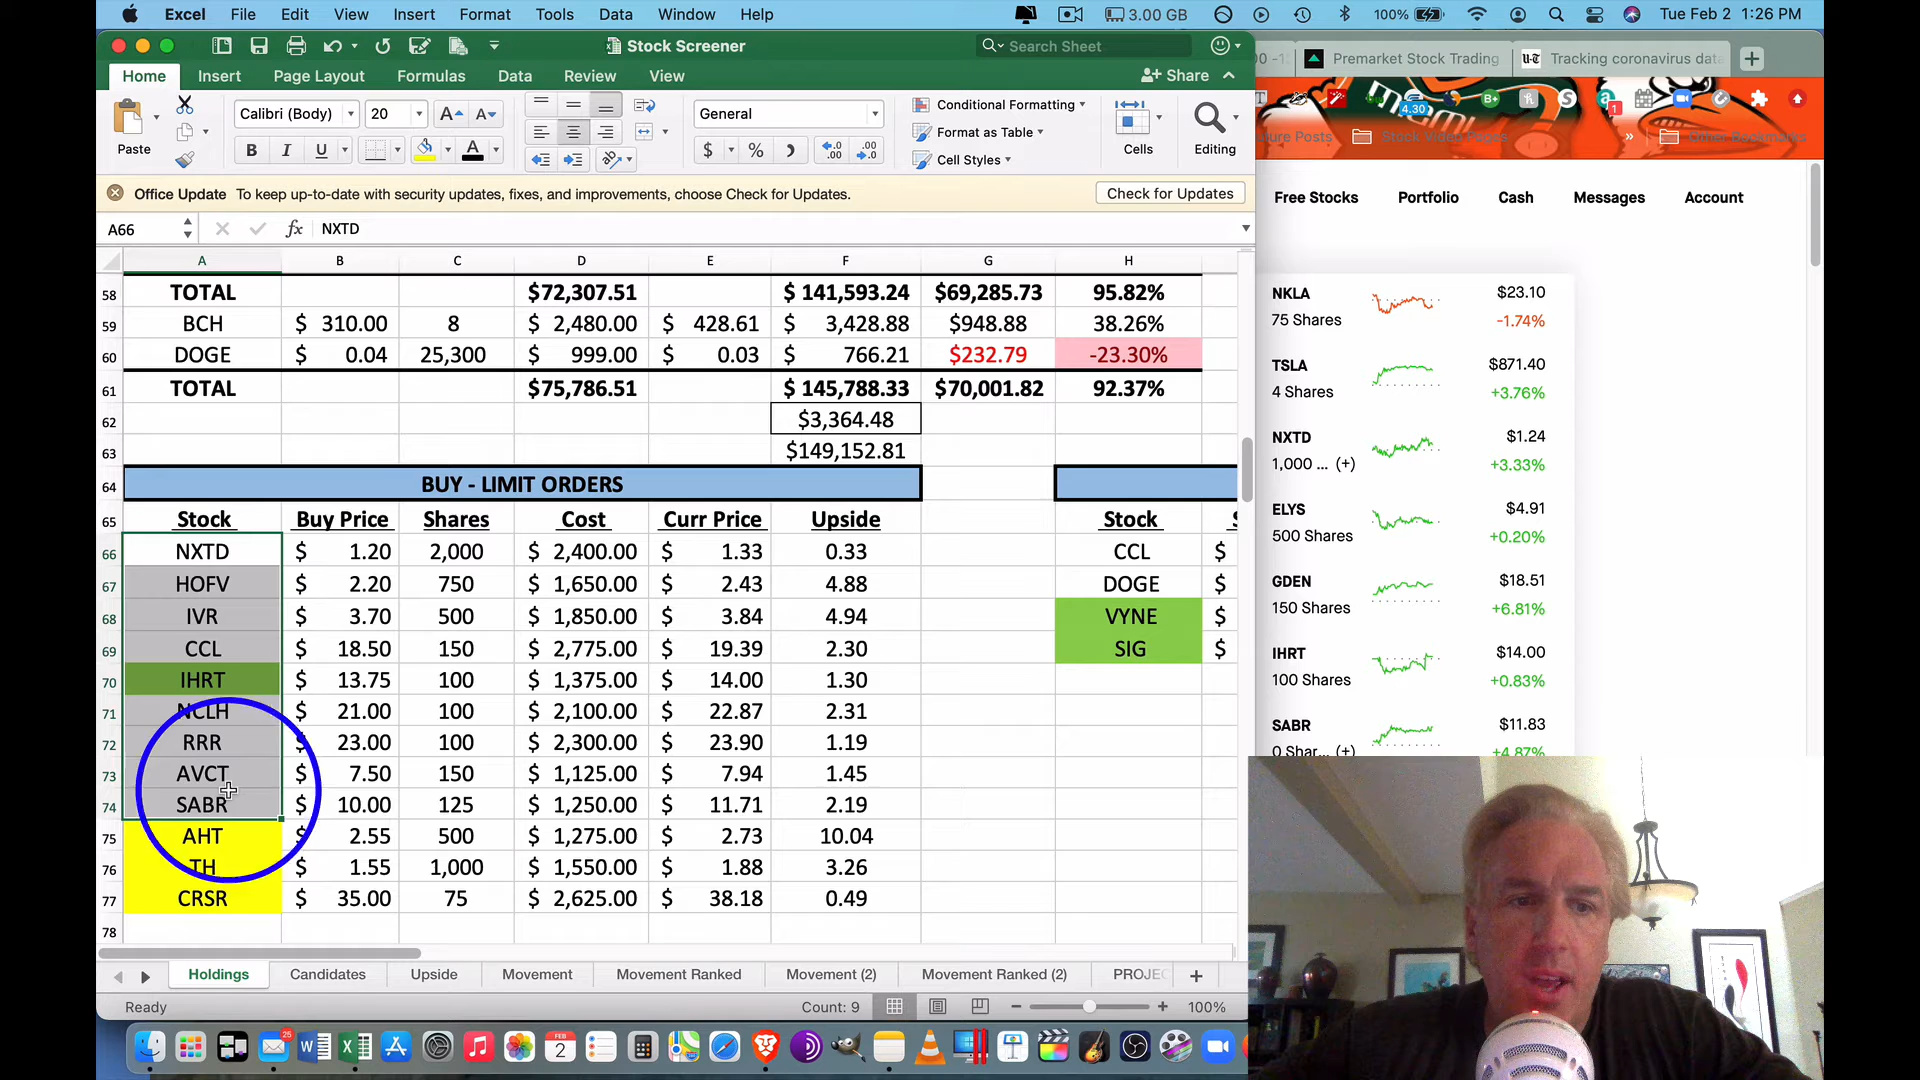 Excel File Edit View Insert Format Tools Data Window Help 3.00 GB 100% Tue Feb 2 1:26 PM
Stock Screener
Search Sheet
Home Insert Page Layout Formulas Data Review View Share
Premarket Stock Trading
Tracking coronavirus data
Paste
Calibri (Body) 20
General
Conditional Formatting
Format as Table
Cell Styles
Cells
Editing
B I U A $ % )
4.30
Stock Video Pages
Other Bookmarks
Office Update To keep up-to-date with security updates, fixes, and improvements, choose Check for Updates.
Check for Updates
A66 fx NXTD
A B C D E F G H
58 TOTAL $72,307.51 $ 141,593.24 $69,285.73 95.82%
59 BCH $ 310.00 8 $ 2,480.00 $ 428.61 $ 3,428.88 $948.88 38.26%
60 DOGE $ 0.04 25,300 $ 999.00 $ 0.03 $ 766.21 $232.79 -23.30%
61 TOTAL $75,786.51 $ 145,788.33 $70,001.82 92.37%
62 $3,364.48
63 $149,152.81
64 BUY - LIMIT ORDERS
65 Stock Buy Price Shares Cost Curr Price Upside Stock
66 NXTD $ 1.20 2,000 $ 2,400.00 $ 1.33 0.33 CCL $
67 HOFV $ 2.20 750 $ 1,650.00 $ 2.43 4.88 DOGE $
68 IVR $ 3.70 500 $ 1,850.00 $ 3.84 4.94 VYNE $
69 CCL $ 18.50 150 $ 2,775.00 $ 19.39 2.30 SIG $
70 IHRT $ 13.75 100 $ 1,375.00 $ 14.00 1.30
71 NCLH $ 21.00 100 $ 2,100.00 $ 22.87 2.31
72 RRR $ 23.00 100 $ 2,300.00 $ 23.90 1.19
73 AVCT $ 7.50 150 $ 1,125.00 $ 7.94 1.45
74 SABR $ 10.00 125 $ 1,250.00 $ 11.71 2.19
75 AHT $ 2.55 500 $ 1,275.00 $ 2.73 10.04
76 TH $ 1.55 1,000 $ 1,550.00 $ 1.88 3.26
77 CRSR $ 35.00 75 $ 2,625.00 $ 38.18 0.49
78
Holdings Candidates Upside Movement Movement Ranked Movement (2) Movement Ranked (2) PROJEC
Ready Count: 9 100%
Free Stocks Portfolio Cash Messages Account
NKLA $23.10
75 Shares -1.74%
TSLA $871.40
4 Shares +3.76%
NXTD $1.24
1,000 ... (+) +3.33%
ELYS $4.91
500 Shares +0.20%
GDEN $18.51
150 Shares +6.81%
IHRT $14.00
100 Shares +0.83%
SABR $11.83
0 Shar... (+) +4.87%